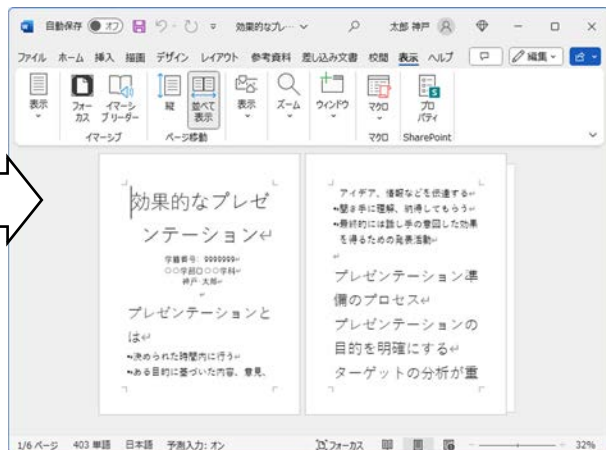 自動保存 オフ 効果的なプレ… 太郎 神戸
ファイル ホーム 挿入 描画 デザイン レイアウト 参考資料 差し込み文書 校閲 表示 ヘルプ 編集
表示 フォーカス イマーシブ リーダー 縦 並べて表示 表示 ズーム ウィンドウ マクロ プロパティ
イマーシブ ページ移動 マクロ SharePoint
効果的なプレゼ
ンテーション↵
学籍番号: 9999999↵
○○学部□○○学科↵
神戸 太郎↵
↵
プレゼンテーションと
は↵
決められた時間内に行う↵
ある目的に基づいた内容、意見、
アイデア、情報などを伝達する↵
聞き手に理解、納得してもらう↵
最終的には話し手の意図した効果
を得るための発表活動↵
↵
プレゼンテーション準
備のプロセス↵
プレゼンテーションの
目的を明確にする↵
ターゲットの分析が重
1/6 ページ 403 単語 日本語 予測入力: オン フォーカス 32%